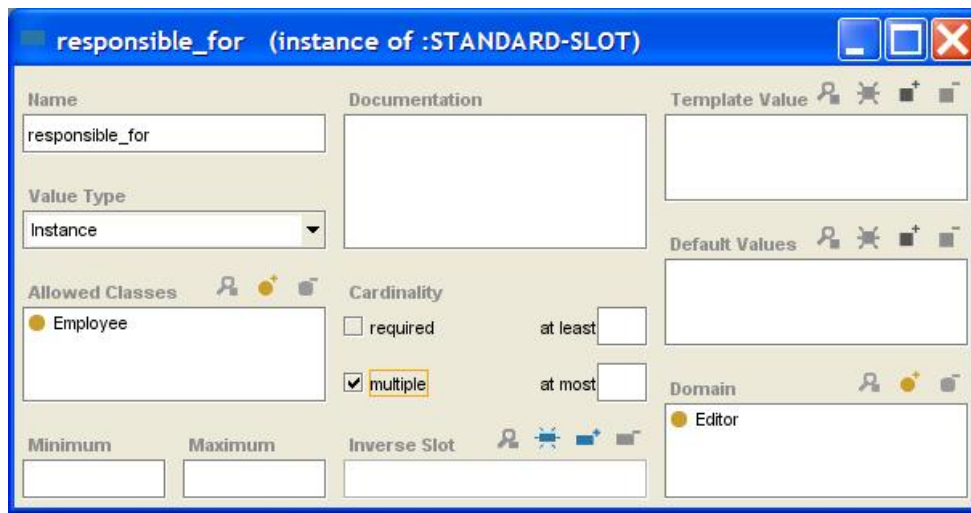 responsible_for (instance of :STANDARD-SLOT)
Name
responsible_for
Value Type
Instance
Allowed Classes
Employee
Minimum Maximum
Documentation
Cardinality
required at least
multiple at most
Inverse Slot
Template Value
Default Values
Domain
Editor